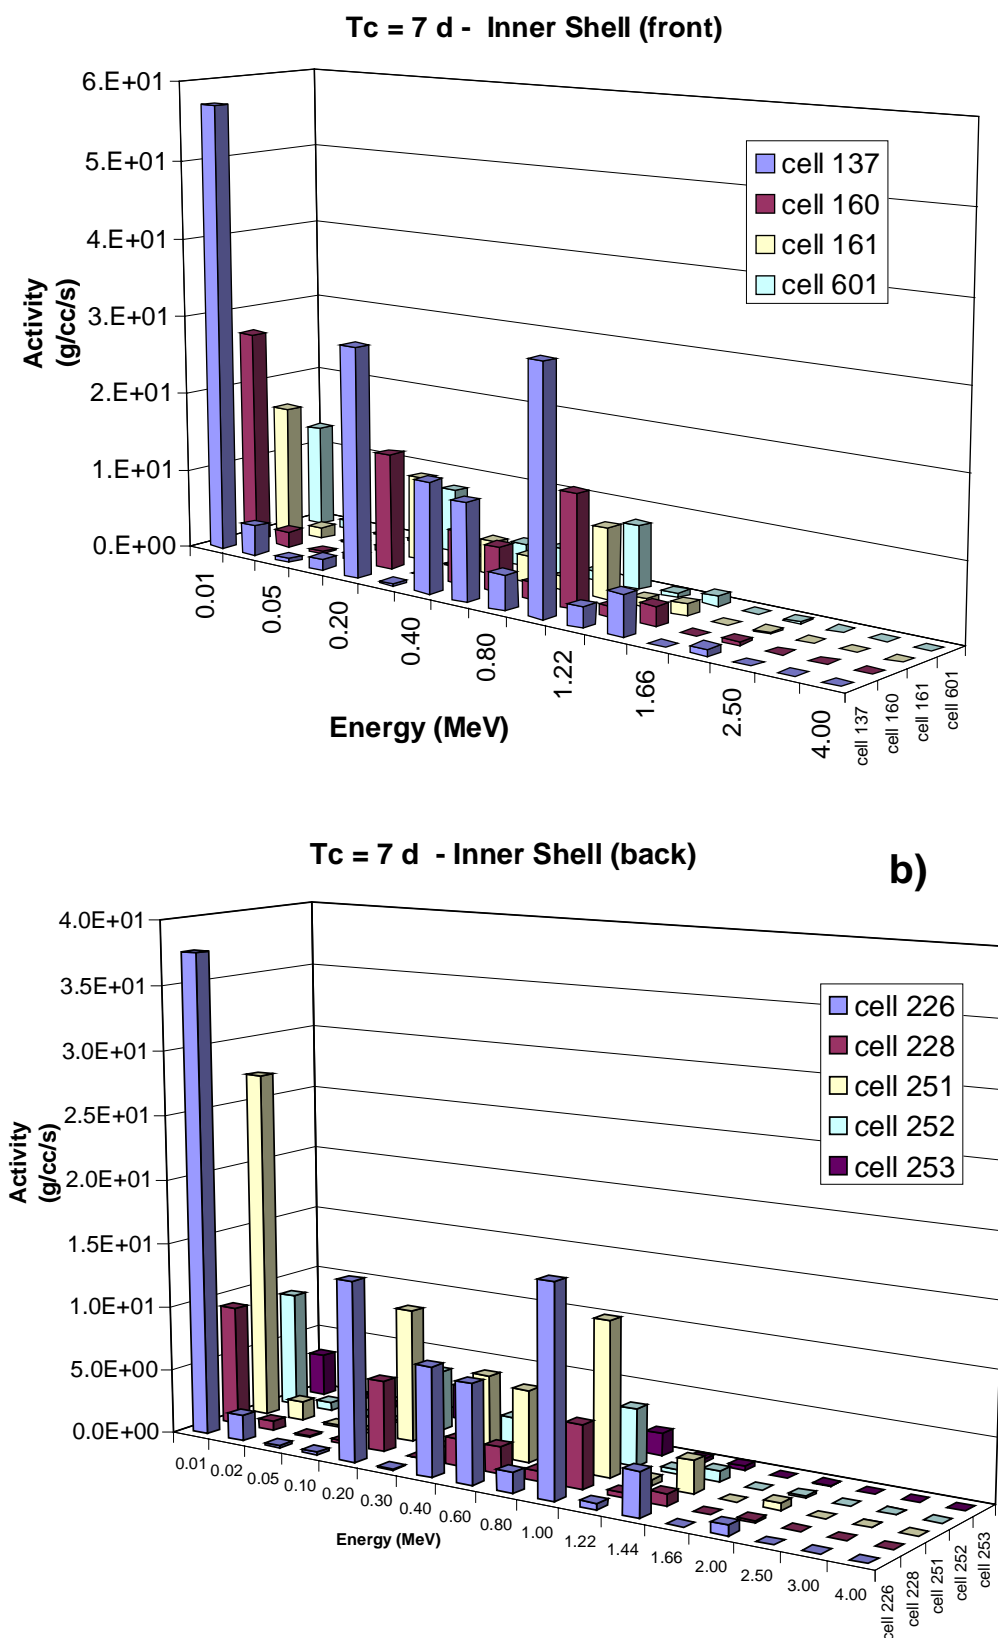 Tc = 7 d - Inner Shell (front)
6.E+01
5.E+01
4.E+01
3.E+01
2.E+01
1.E+01
0.E+00
Activity
(g/cc/s)
cell 137
cell 160
cell 161
cell 601
0.01
0.05
0.20
0.40
0.80
1.22
1.66
2.50
4.00
cell 137
cell 160
cell 161
cell 601
Energy (MeV)
Tc = 7 d - Inner Shell (back)
b)
4.0E+01
3.5E+01
3.0E+01
2.5E+01
2.0E+01
1.5E+01
1.0E+01
5.0E+00
0.0E+00
Activity
(g/cc/s)
cell 226
cell 228
cell 251
cell 252
cell 253
0.01
0.02
0.05
0.10
0.20
0.30
0.40
0.60
0.80
1.00
1.22
1.44
1.66
2.00
2.50
3.00
4.00
cell 226
cell 228
cell 251
cell 252
cell 253
Energy (MeV)